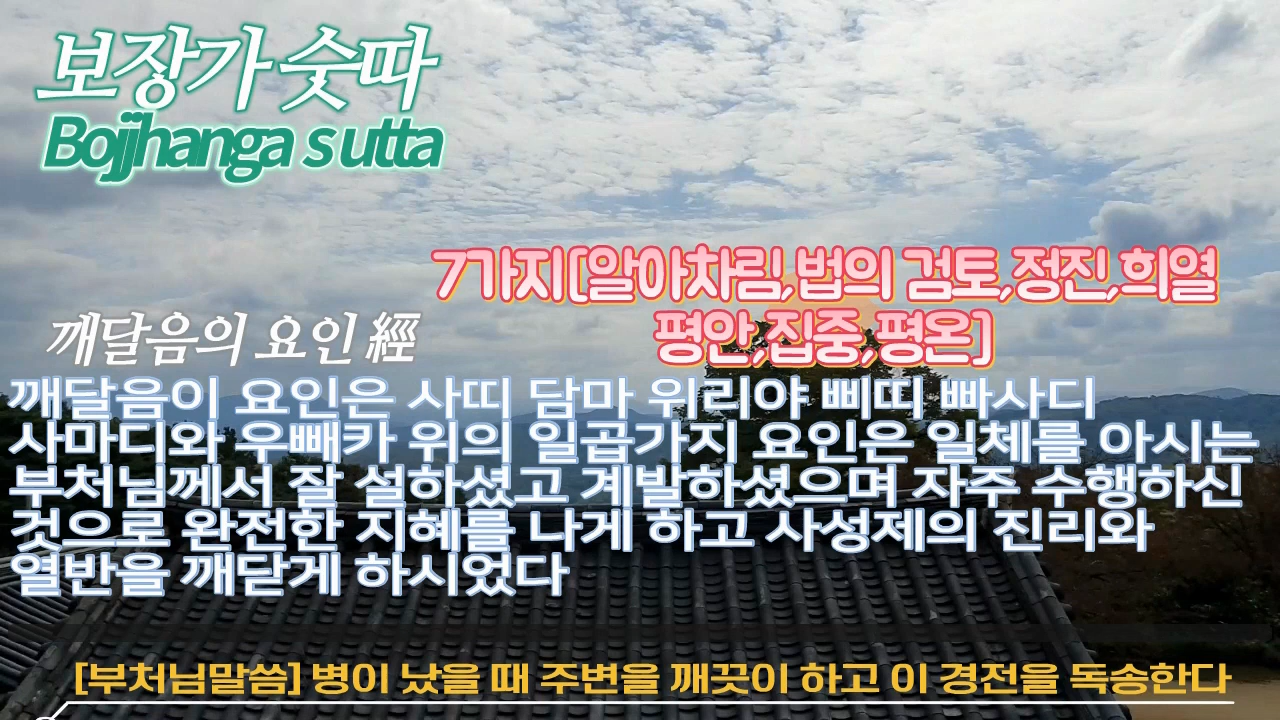 보장가 숫따
Bojjhanga sutta
7가지[알아차림,법의 검토,정진,희열
평안,집중,평온]
깨달음의 요인 經
깨달음이 요인은 사띠 담마 위리야 삐띠 빠사디
사마디와 우빼카 위의 일곱가지 요인은 일체를 아시는
부처님께서 잘 설하셨고 계발하셨으며 자주 수행하신
것으로 완전한 지혜를 나게 하고 사성제의 진리와
열반을 깨닫게 하시었다
[부처님말씀] 병이 났을 때 주변을 깨끗이 하고 이 경전을 독송한다